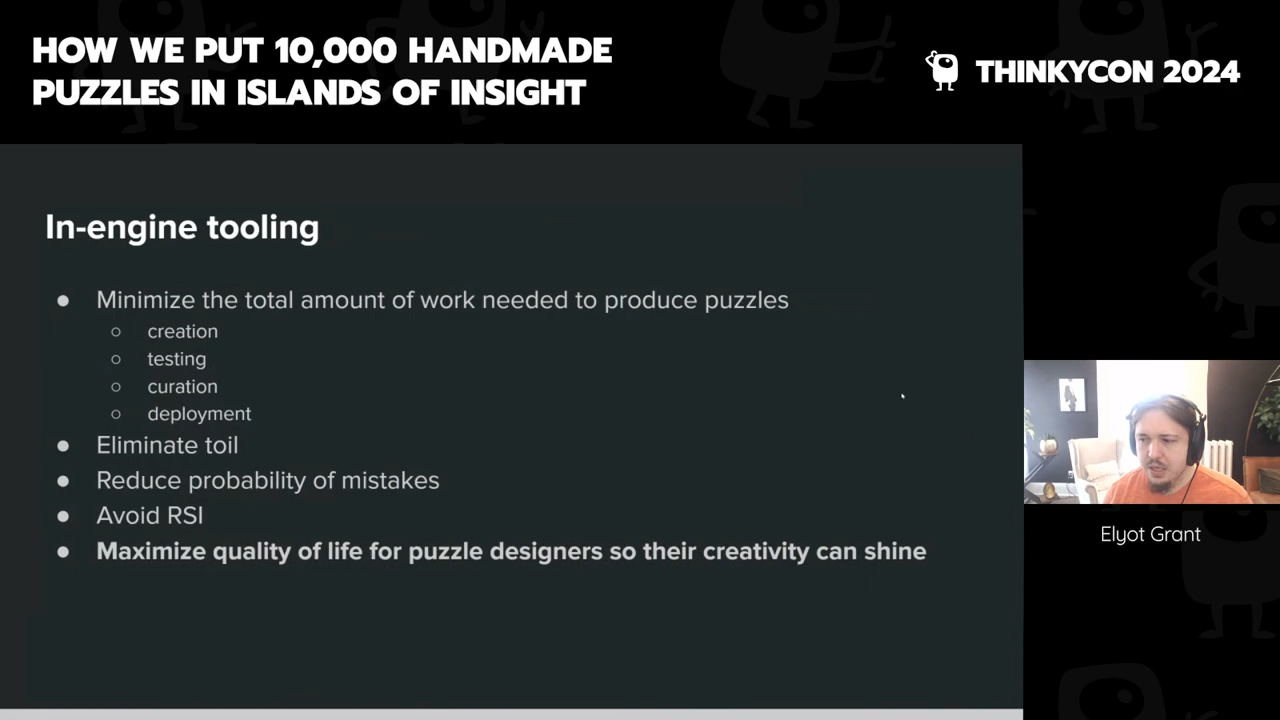 HOW WE PUT 10,000 HANDMADE
PUZZLES IN ISLANDS OF INSIGHT
THINKYCON 2024
In-engine tooling
● Minimize the total amount of work needed to produce puzzles
○ creation
○ testing
○ curation
○ deployment
● Eliminate toil
● Reduce probability of mistakes
● Avoid RSI
● Maximize quality of life for puzzle designers so their creativity can shine
Elyot Grant